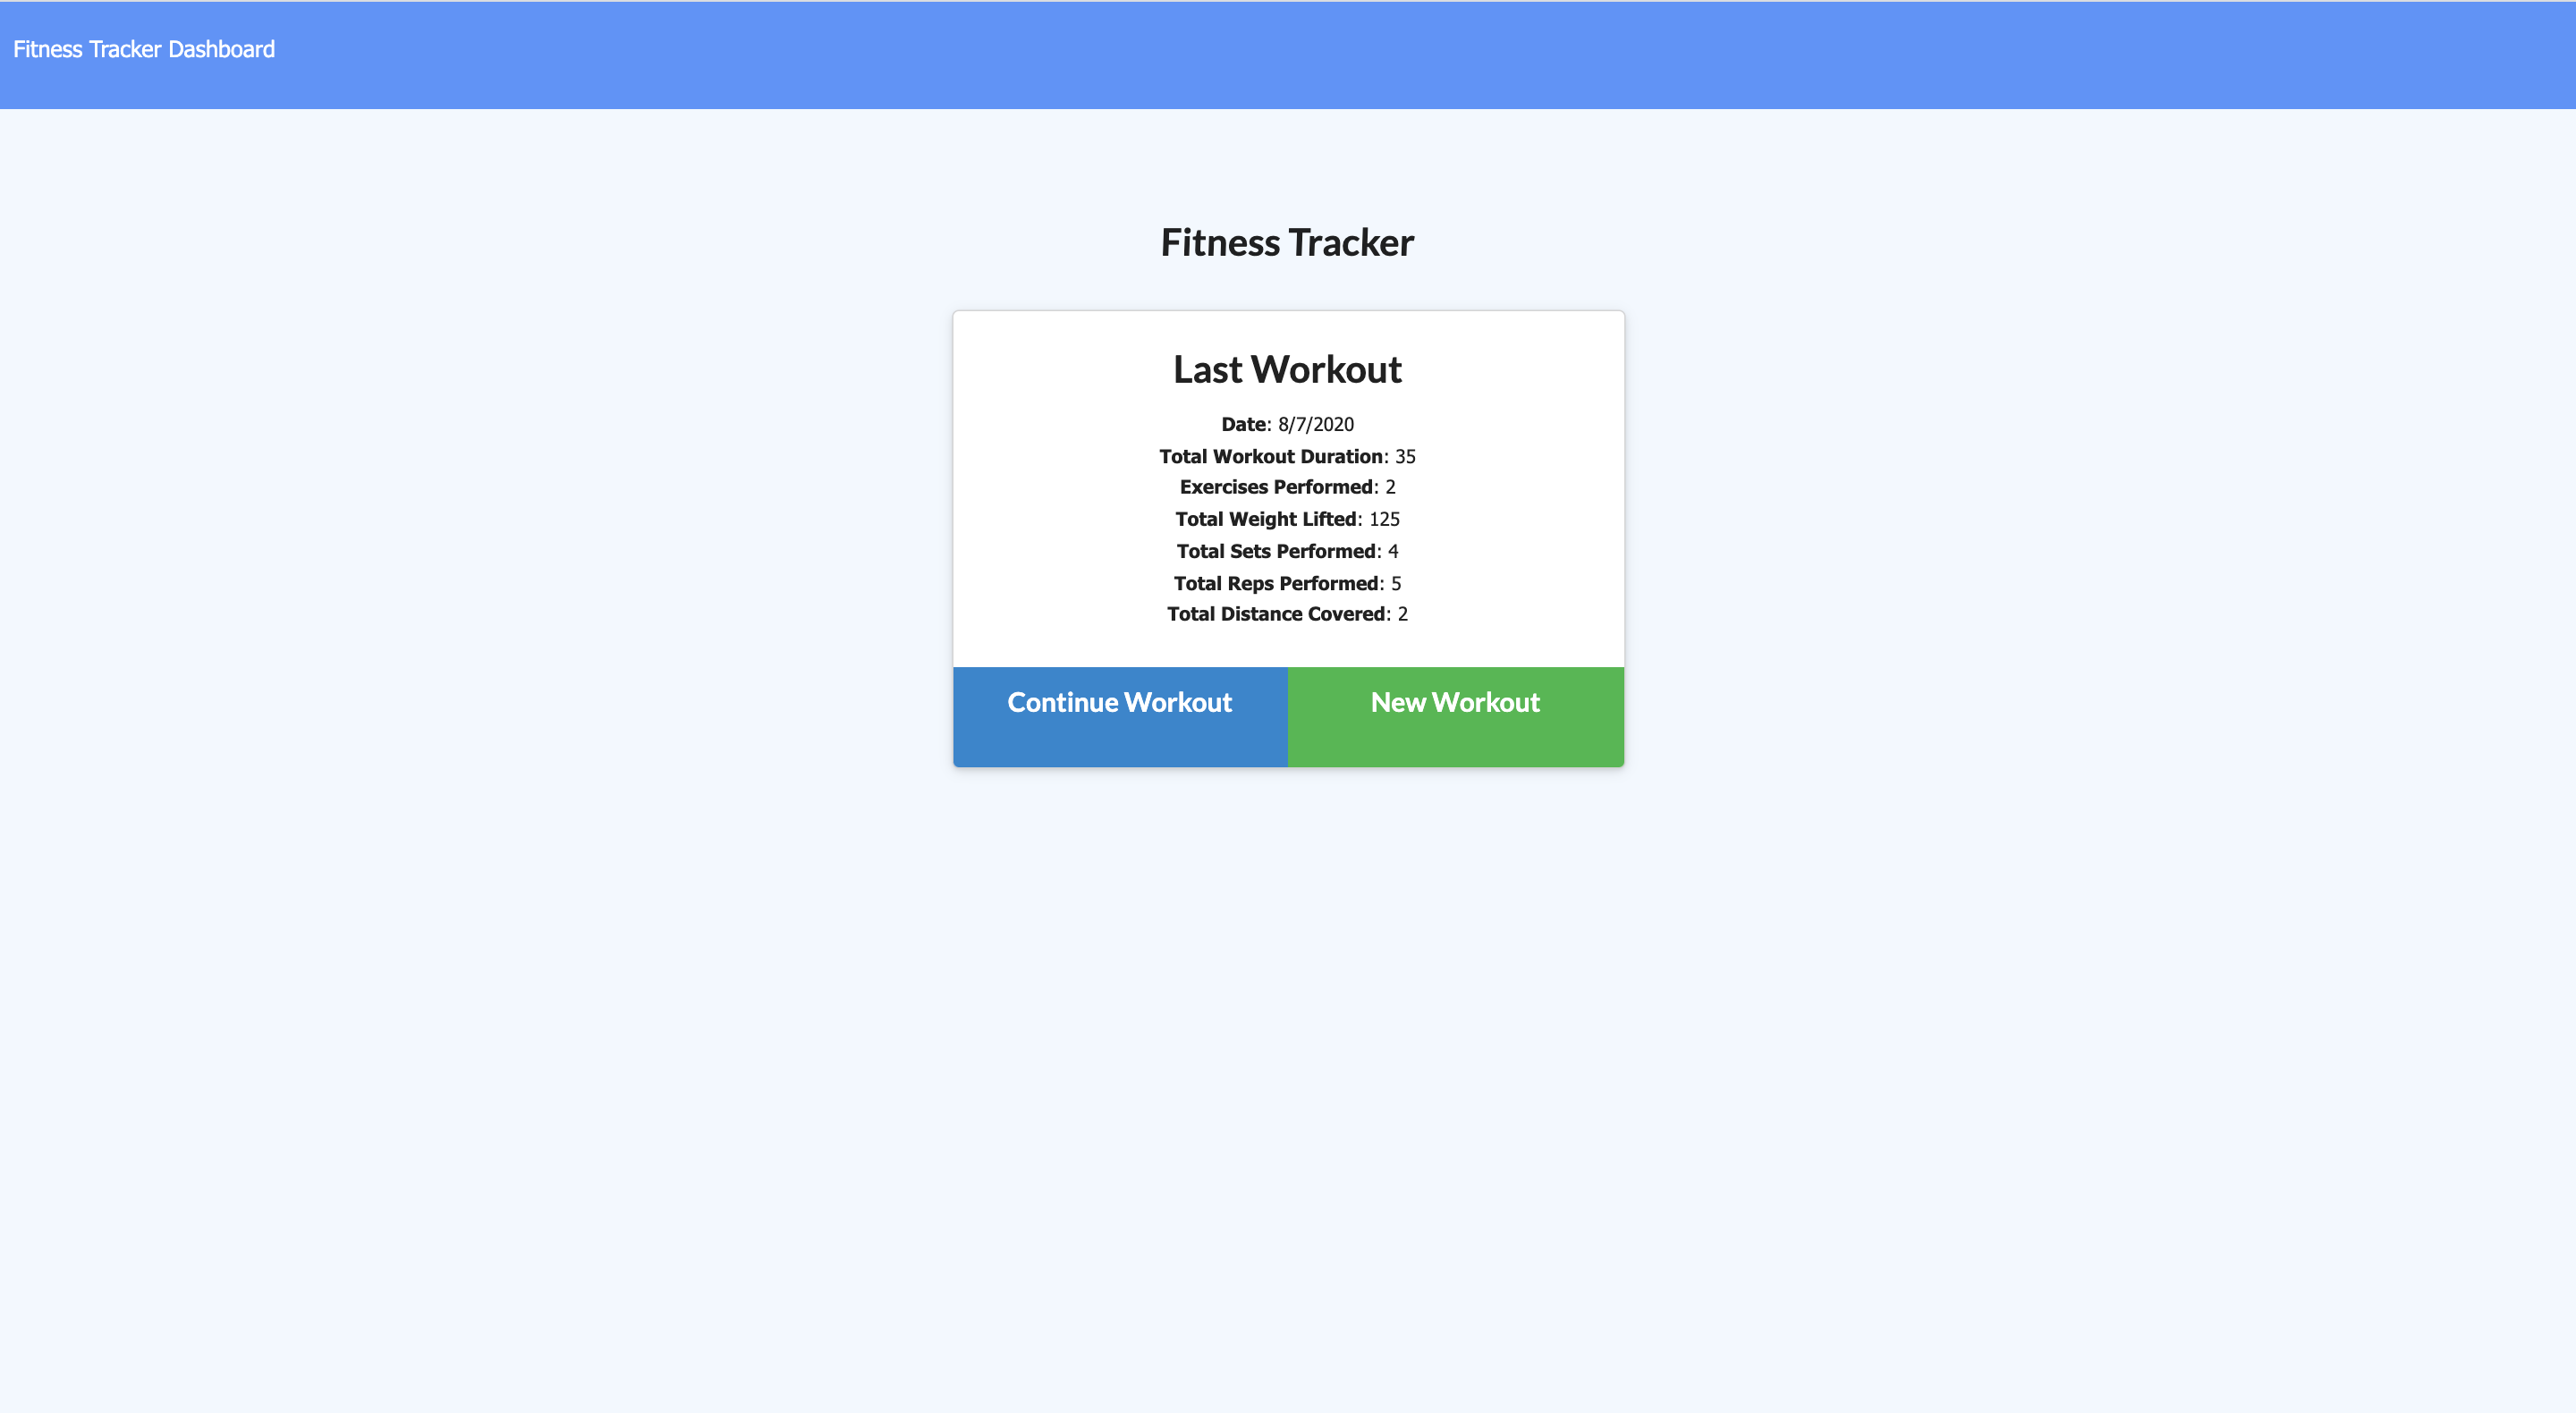 Fitness Tracker Dashboard
Fitness Tracker
Last Workout
Date: 8/7/2020
Total Workout Duration: 35
Exercises Performed: 2
Total Weight Lifted: 125
Total Sets Performed: 4
Total Reps Performed: 5
Total Distance Covered: 2
Continue Workout
New Workout